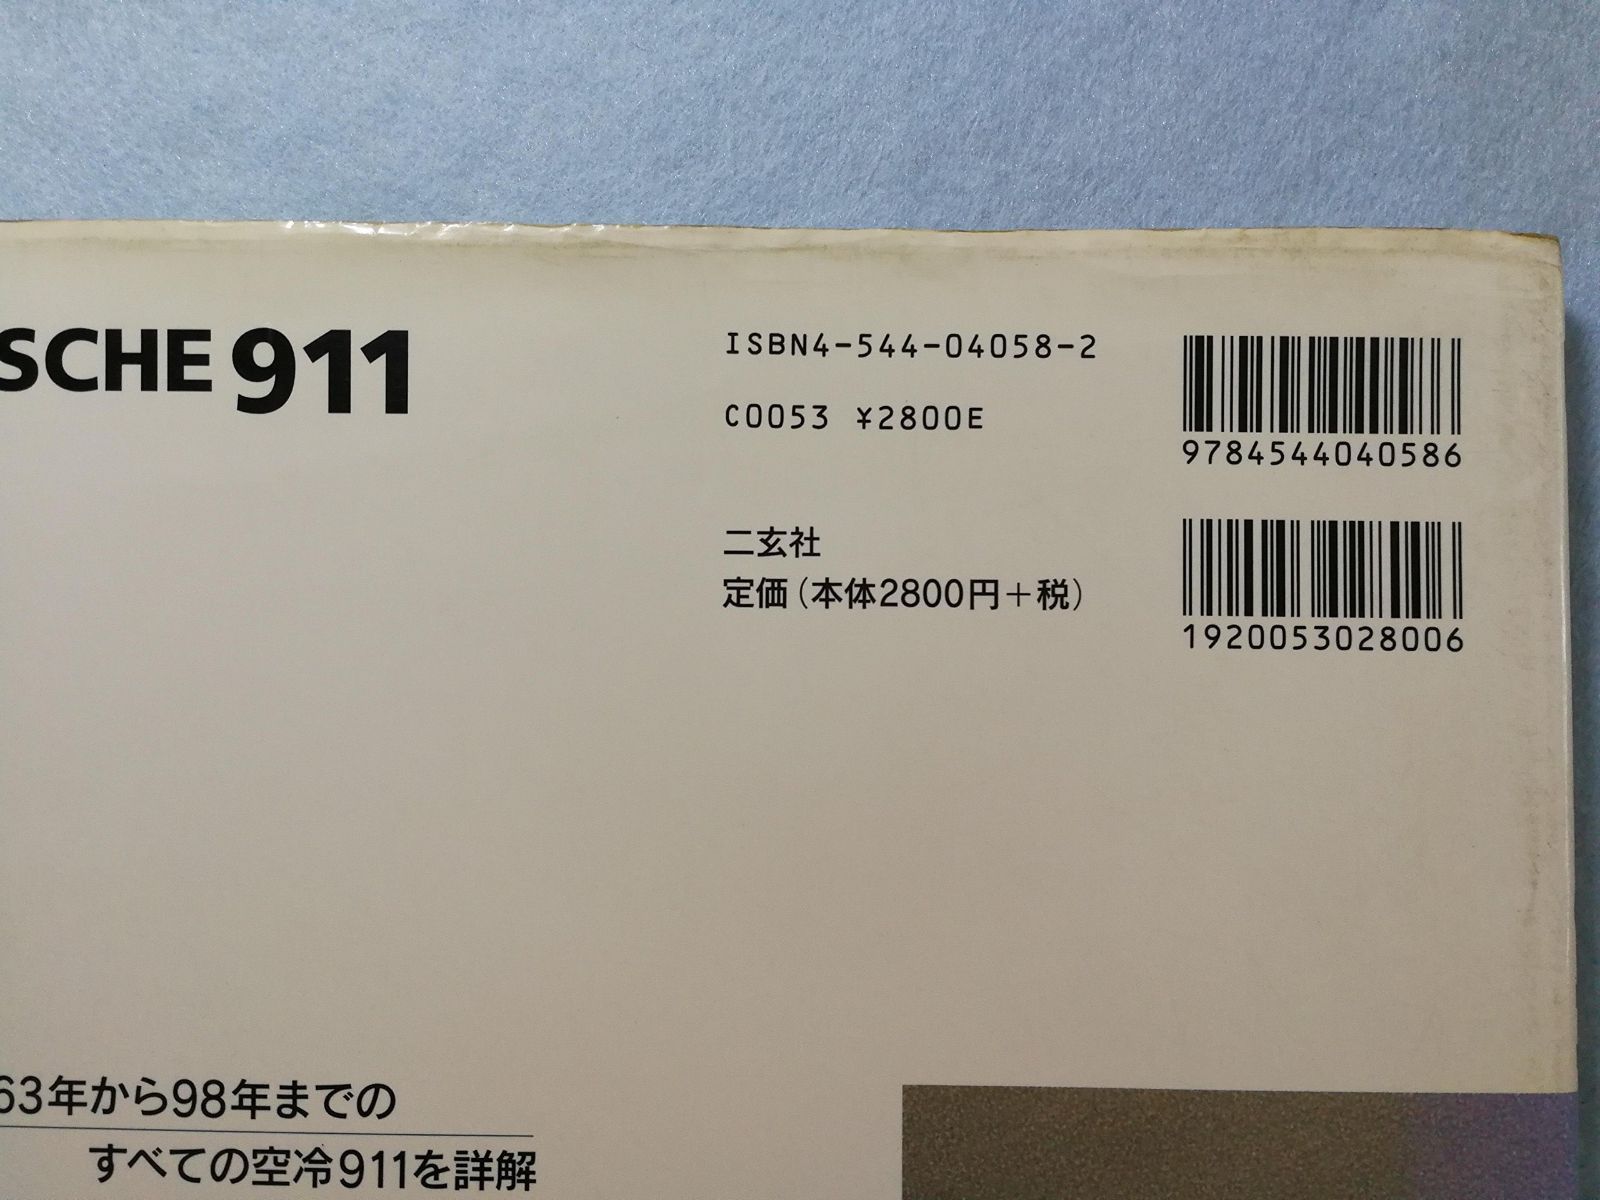 SCHE 911
ISBN4-544-04058-2
C0053 ¥2800E
9784544040586
二玄社
定価(本体2800円+税)
1920053028006
63年から98年までの
すべての空冷911を詳解